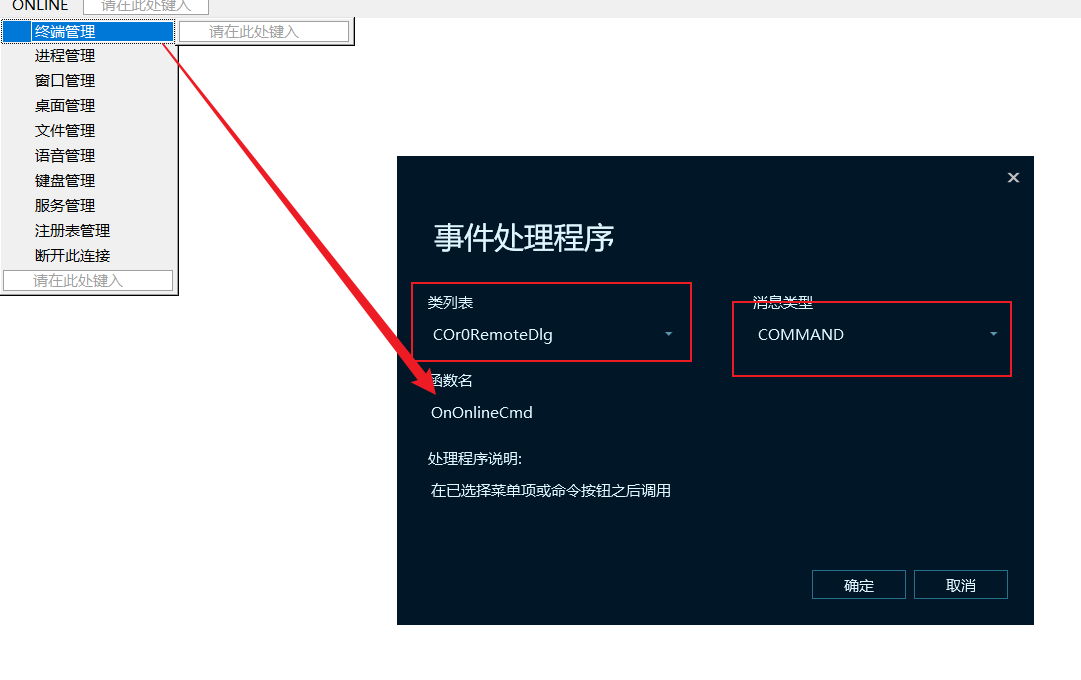 ONLINE 请在此处键入
终端管理 请在此处键入
进程管理
窗口管理
桌面管理
文件管理
语音管理
键盘管理
服务管理
注册表管理
断开此连接
请在此处键入
事件处理程序
类列表 消息类型
COr0RemoteDlg COMMAND
函数名
OnOnlineCmd
处理程序说明:
在已选择菜单项或命令按钮之后调用
确定 取消